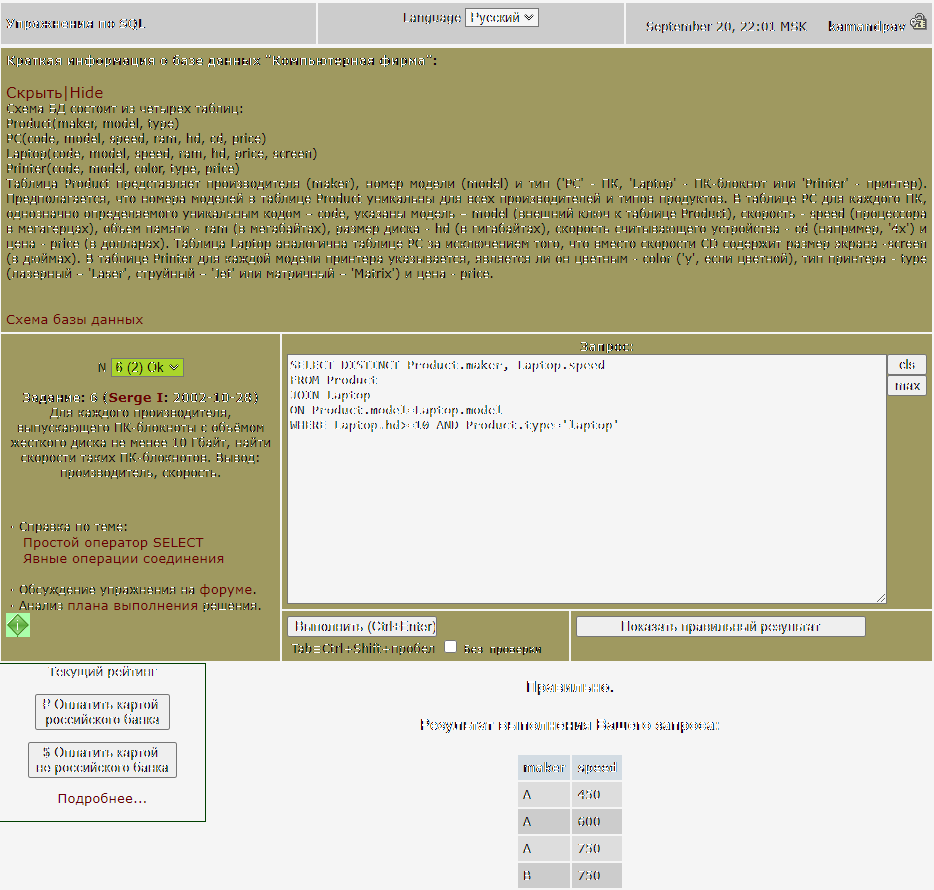 Упражнения по SQL
Language Русский
September 20, 22:01 MSK kamandpaw
Краткая информация о базе данных "Компьютерная фирма":
Скрыть|Hide
Схема БД состоит из четырех таблиц:
Product(maker, model, type)
PC(code, model, speed, ram, hd, cd, price)
Laptop(code, model, speed, ram, hd, price, screen)
Printer(code, model, color, type, price)
Таблица Product представляет производителя (maker), номер модели (model) и тип ('PC' - ПК, 'Laptop' - ПК-блокнот или 'Printer' - принтер).
Предполагается, что номера моделей в таблице Product уникальны для всех производителей и типов продуктов. В таблице PC для каждого ПК,
однозначно определяемого уникальным кодом – code, указаны модель – model (внешний ключ к таблице Product), скорость - speed (процессора
в мегагерцах), объем памяти - ram (в мегабайтах), размер диска - hd (в гигабайтах), скорость считывающего устройства - cd (например, '4x') и
цена - price (в долларах). Таблица Laptop аналогична таблице PC за исключением того, что вместо скорости CD содержит размер экрана -screen
(в дюймах). В таблице Printer для каждой модели принтера указывается, является ли он цветным - color ('y', если цветной), тип принтера - type
(лазерный – 'Laser', струйный – 'Jet' или матричный – 'Matrix') и цена - price.
Схема базы данных
N 6 (2) Ok
Задание: 6 (Serge I: 2002-10-28)
Для каждого производителя,
выпускающего ПК-блокноты c объёмом
жесткого диска не менее 10 Гбайт, найти
скорости таких ПК-блокнотов. Вывод:
производитель, скорость.
- Справка по теме:
Простой оператор SELECT
Явные операции соединения
- Обсуждение упражнения на форуме.
- Анализ плана выполнения решения.
Запрос:
SELECT DISTINCT Product.maker, Laptop.speed
FROM Product
JOIN Laptop
ON Product.model=Laptop.model
WHERE Laptop.hd>=10 AND Product.type='laptop'
cls
max
Выполнить (Ctrl+Enter)
Tab=Ctrl+Shift+пробел без проверки
Показать правильный результат
Текущий рейтинг
₽ Оплатить картой
российского банка
$ Оплатить картой
не российского банка
Подробнее...
Правильно.
Результат выполнения Вашего запроса:
maker speed
A 450
A 600
A 750
B 750